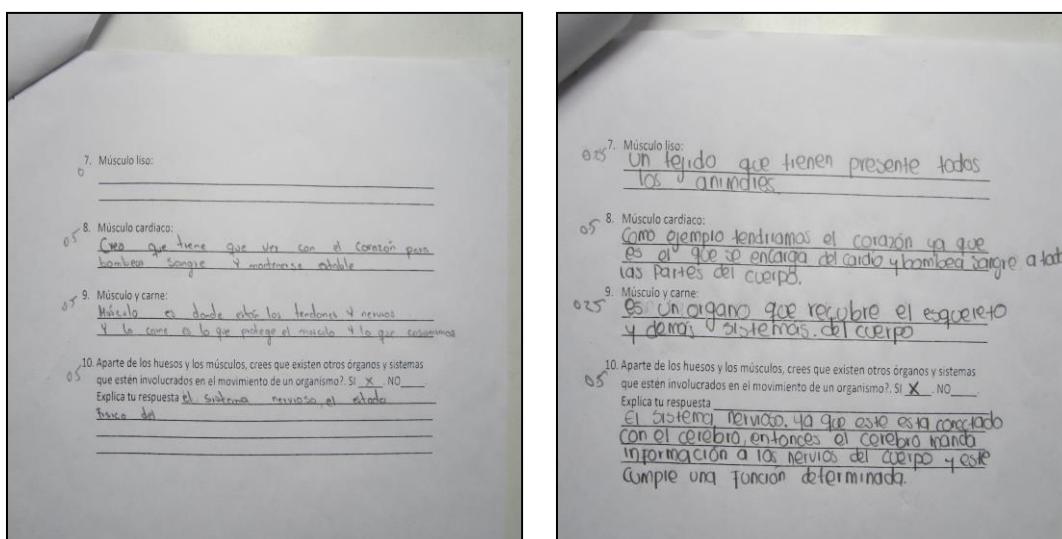 7. Músculo liso:
0
8. Músculo cardiaco:
05
Creo que tiene que ver con el corazón para
bombear sangre y mantenerse estable
9. Músculo y carne:
05
Músculo es donde están los tendones y nervios
y la carne es lo que protege el musculo y lo que consumimos
10. Aparte de los huesos y los músculos, crees que existen otros órganos y sistemas
05
que estén involucrados en el movimiento de un organismo?. SI X . NO
Explica tu respuesta el sistema nervioso, el estado
fisico del
7. Músculo liso:
025
un tejido que tienen presente todos
los animales
8. Músculo cardiaco:
05
Como ejemplo tendriamos el corazón ya que
es el que se encarga del cardio y bombea sangre a todo
las partes del cuerpo.
9. Músculo y carne:
025
es un organo que recubre el esquereto
y demás sistemas del cuerpo
10. Aparte de los huesos y los músculos, crees que existen otros órganos y sistemas
05
que estén involucrados en el movimiento de un organismo?. SI X . NO
Explica tu respuesta
El sistema nervioso, ya que este esta conectado
con el cerebro, entonces el cerebro manda
información a los nervios del cuerpo y este
cumple una función determinada.